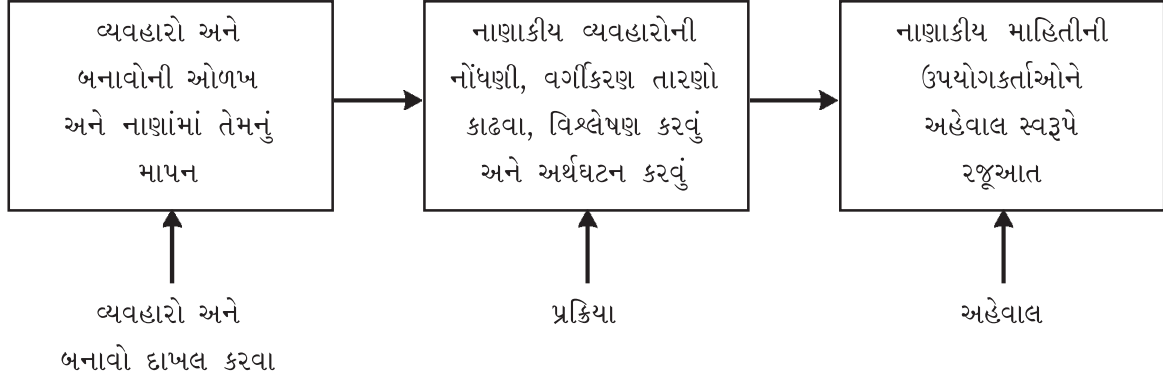 વ્યવહારો અને
બનાવોની ઓળખ
અને નાણાંમાં તેમનું
માપન
નાણાકીય વ્યવહારોની
નોંધણી, વર્ગીકરણ તારણો
કાઢવા, વિશ્લેષણ કરવું
અને અર્થઘટન કરવું
નાણાકીય માહિતીની
ઉપયોગકર્તાઓને
અહેવાલ સ્વરૂપે
રજૂઆત
વ્યવહારો અને
બનાવો દાખલ કરવા
પ્રક્રિયા
અહેવાલ